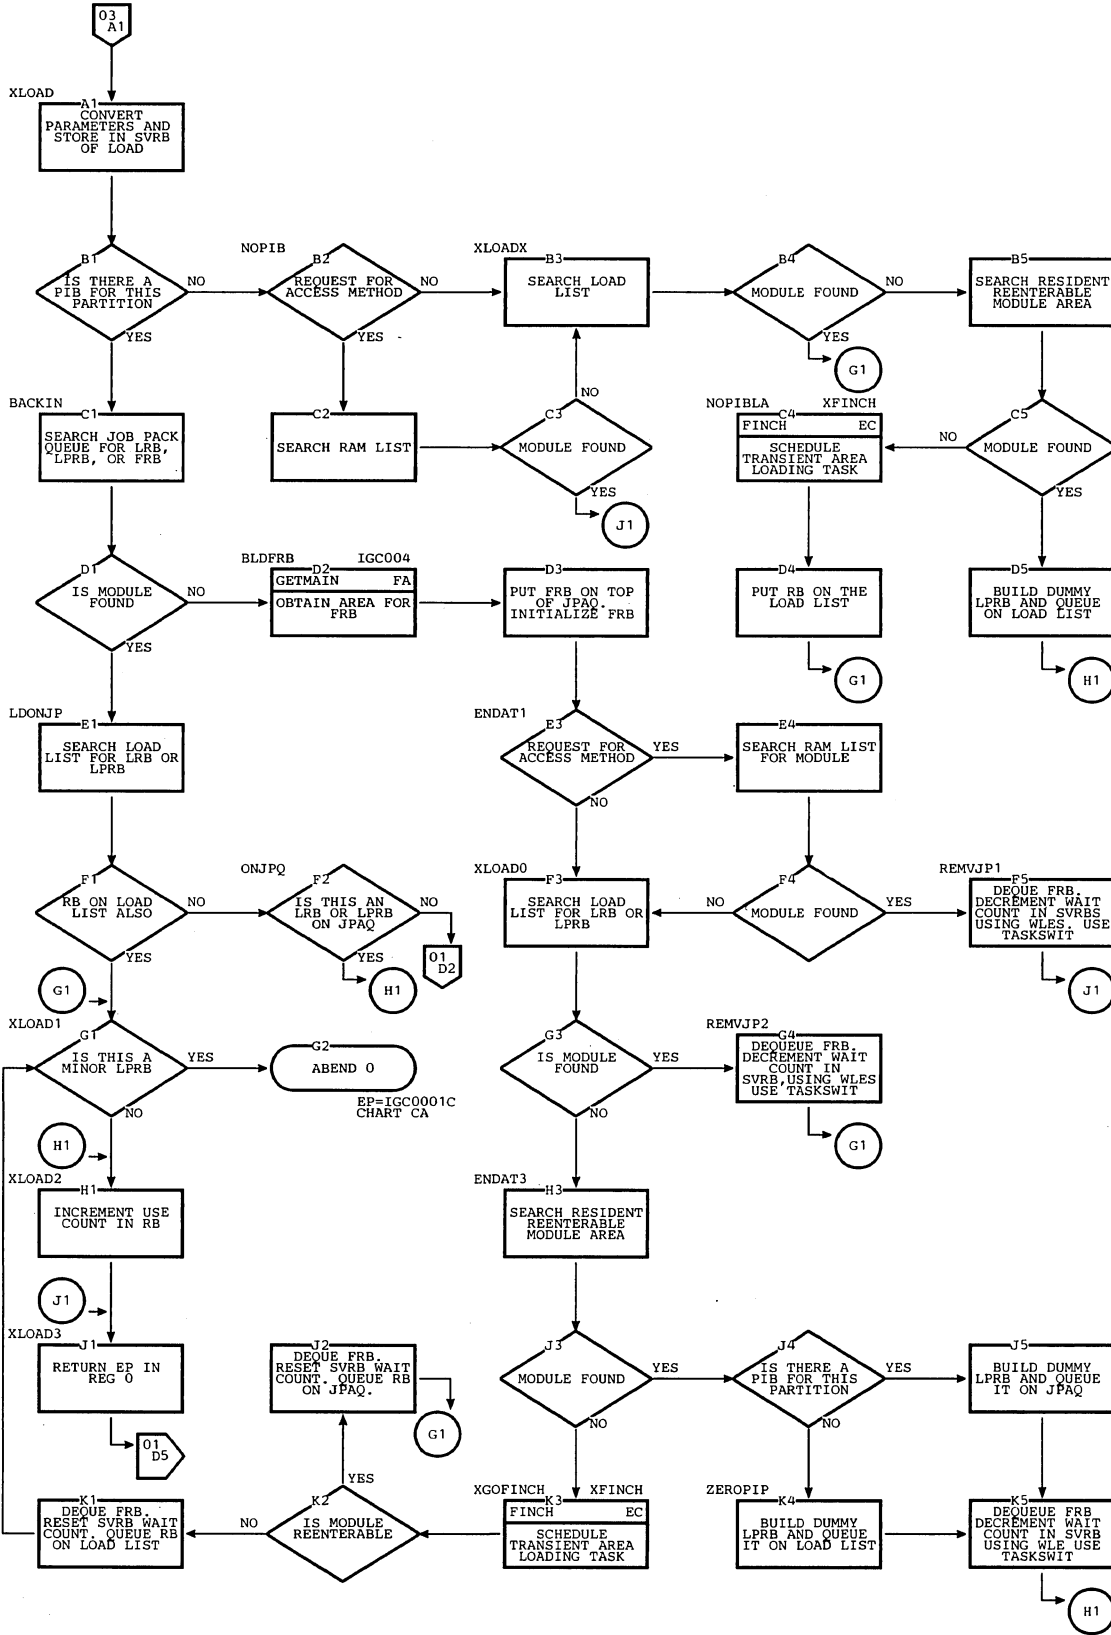 03
A1
XLOAD
A1
CONVERT
PARAMETERS AND
STORE IN SVRB
OF LOAD
B1
IS THERE A
PIB FOR THIS
PARTITION
NO
YES
NOPIB
B2
REQUEST FOR
ACCESS METHOD
NO
YES
XLOADX
B3
SEARCH LOAD
LIST
B4
MODULE FOUND
NO
YES
G1
B5
SEARCH RESIDENT
REENTERABLE
MODULE AREA
BACKIN
C1
SEARCH JOB PACK
QUEUE FOR LRB,
LPRB, OR FRB
C2
SEARCH RAM LIST
NO
C3
MODULE FOUND
YES
J1
NOPIBLA XFINCH
C4
FINCH EC
SCHEDULE
TRANSIENT AREA
LOADING TASK
NO
C5
MODULE FOUND
YES
D1
IS MODULE
FOUND
NO
YES
BLDFRB IGC004
D2
GETMAIN FA
OBTAIN AREA FOR
FRB
D3
PUT FRB ON TOP
OF JPAQ.
INITIALIZE FRB
D4
PUT RB ON THE
LOAD LIST
G1
D5
BUILD DUMMY
LPRB AND QUEUE
ON LOAD LIST
H1
LDONJP
E1
SEARCH LOAD
LIST FOR LRB OR
LPRB
ENDAT1
E3
REQUEST FOR
ACCESS METHOD
YES
NO
E4
SEARCH RAM LIST
FOR MODULE
F1
RB ON LOAD
LIST ALSO
NO
YES
ONJPQ
F2
IS THIS AN
LRB OR LPRB
ON JPAQ
NO
YES
01
D2
H1
XLOAD0
F3
SEARCH LOAD
LIST FOR LRB OR
LPRB
NO
F4
MODULE FOUND
YES
REMVJP1
F5
DEQUE FRB.
DECREMENT WAIT
COUNT IN SVRBS
USING WLES. USE
TASKSWIT
J1
G1
XLOAD1
G1
IS THIS A
MINOR LPRB
YES
NO
G2
ABEND 0
EP=IGC0001C
CHART CA
G3
IS MODULE
FOUND
YES
NO
REMVJP2
G4
DEQUEUE FRB.
DECREMENT WAIT
COUNT IN
SVRB,USING WLES
USE TASKSWIT
G1
H1
XLOAD2
H1
INCREMENT USE
COUNT IN RB
ENDAT3
H3
SEARCH RESIDENT
REENTERABLE
MODULE AREA
J1
XLOAD3
J1
RETURN EP IN
REG 0
01
D5
J2
DEQUE FRB.
RESET SVRB WAIT
COUNT. QUEUE RB
ON JPAQ.
G1
J3
MODULE FOUND
YES
NO
J4
IS THERE A
PIB FOR THIS
PARTITION
YES
NO
J5
BUILD DUMMY
LPRB AND QUEUE
IT ON JPAQ
K1
DEQUE FRB.
RESET SVRB WAIT
COUNT. QUEUE RB
ON LOAD LIST
NO
YES
K2
IS MODULE
REENTERABLE
XGOFINCH XFINCH
K3
FINCH EC
SCHEDULE
TRANSIENT AREA
LOADING TASK
ZEROPIP
K4
BUILD DUMMY
LPRB AND QUEUE
IT ON LOAD LIST
K5
DEQUEUE FRB
DECREMENT WAIT
COUNT IN SVRB
USING WLE USE
TASKSWIT
H1